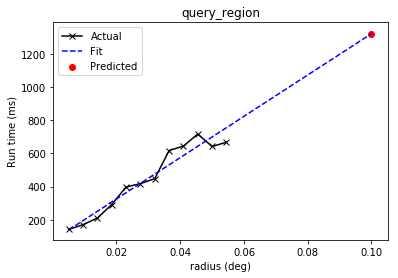 query_region
Actual
Fit
Predicted
1200
1000
800
600
400
200
Run time (ms)
0.02 0.04 0.06 0.08 0.10
radius (deg)